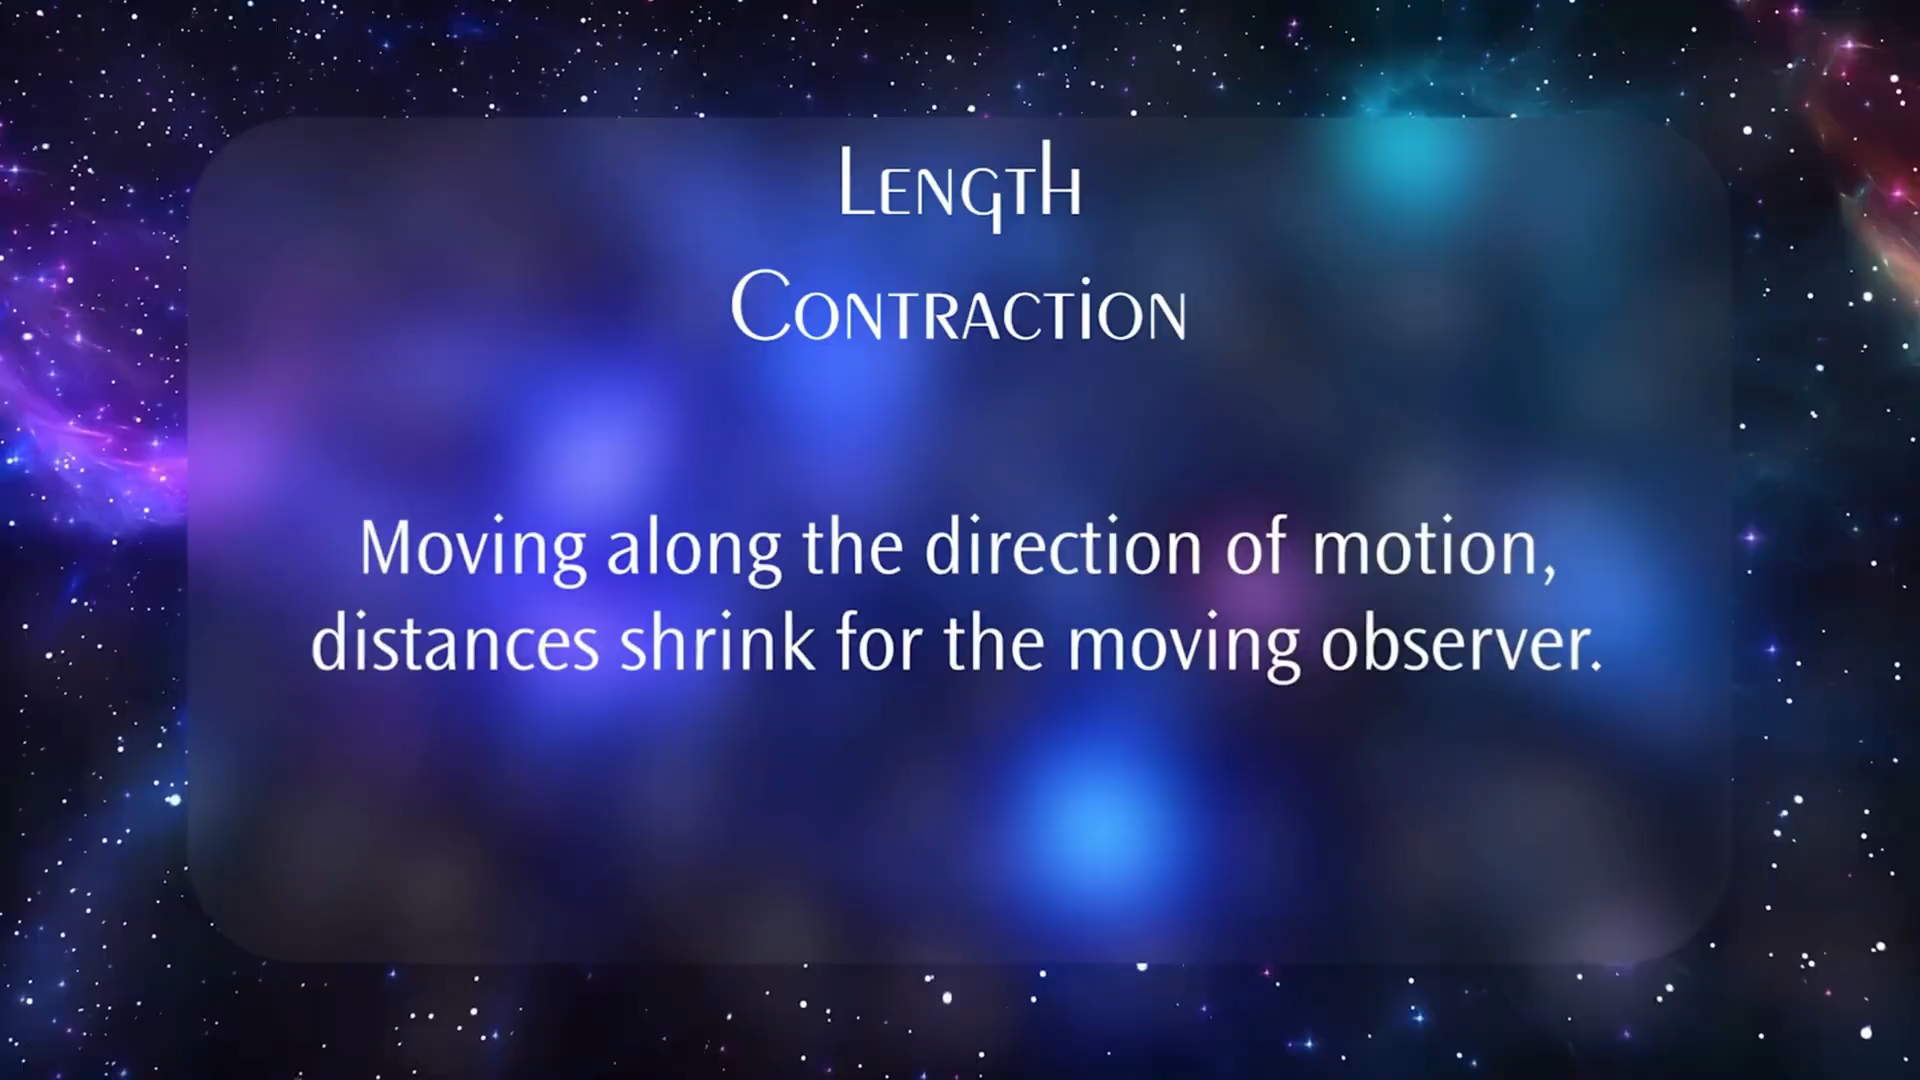 Length
Contraction
Moving along the direction of motion,
distances shrink for the moving observer.